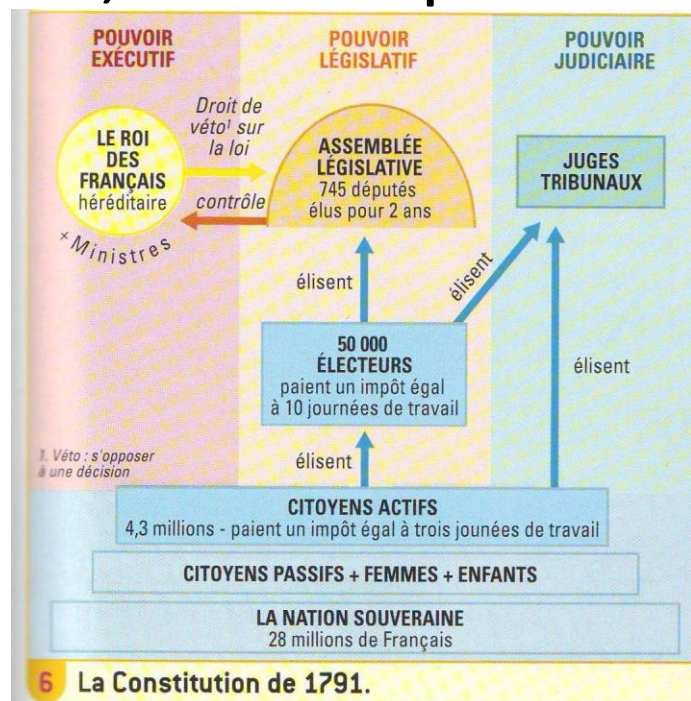 POUVOIR
EXÉCUTIF
POUVOIR
LÉGISLATIF
POUVOIR
JUDICIAIRE
LE ROI
DES
FRANÇAIS
héréditaire
+ Ministres
Droit de
véto¹ sur
la loi
contrôle
ASSEMBLÉE
LÉGISLATIVE
745 députés
élus pour 2 ans
JUGES
TRIBUNAUX
élisent
élisent
50 000
ÉLECTEURS
paient un impôt égal
à 10 journées de travail
élisent
1. Véto : s'opposer
à une décision
élisent
CITOYENS ACTIFS
4,3 millions - paient un impôt égal à trois jounées de travail
CITOYENS PASSIFS + FEMMES + ENFANTS
LA NATION SOUVERAINE
28 millions de Français
6 La Constitution de 1791.